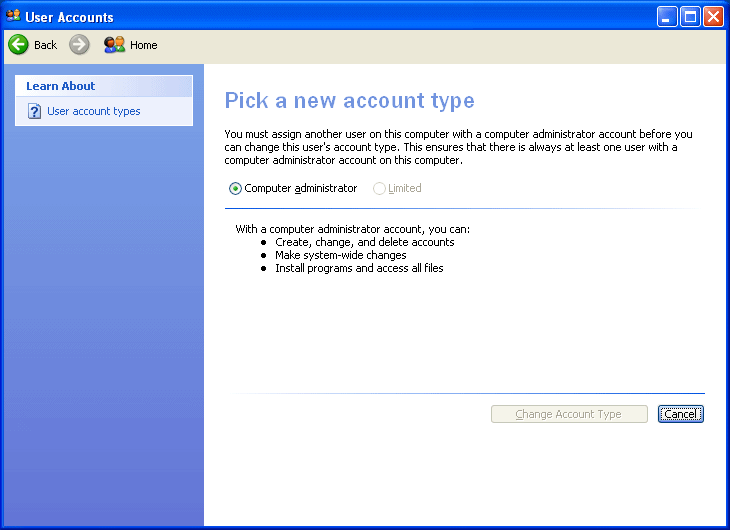 User Accounts
Back
Home
Learn About
User account types
Pick a new account type
You must assign another user on this computer with a computer administrator account before you
can change this user's account type. This ensures that there is always at least one user with a
computer administrator account on this computer.
Computer administrator Limited
With a computer administrator account, you can:
• Create, change, and delete accounts
• Make system-wide changes
• Install programs and access all files
Change Account Type Cancel